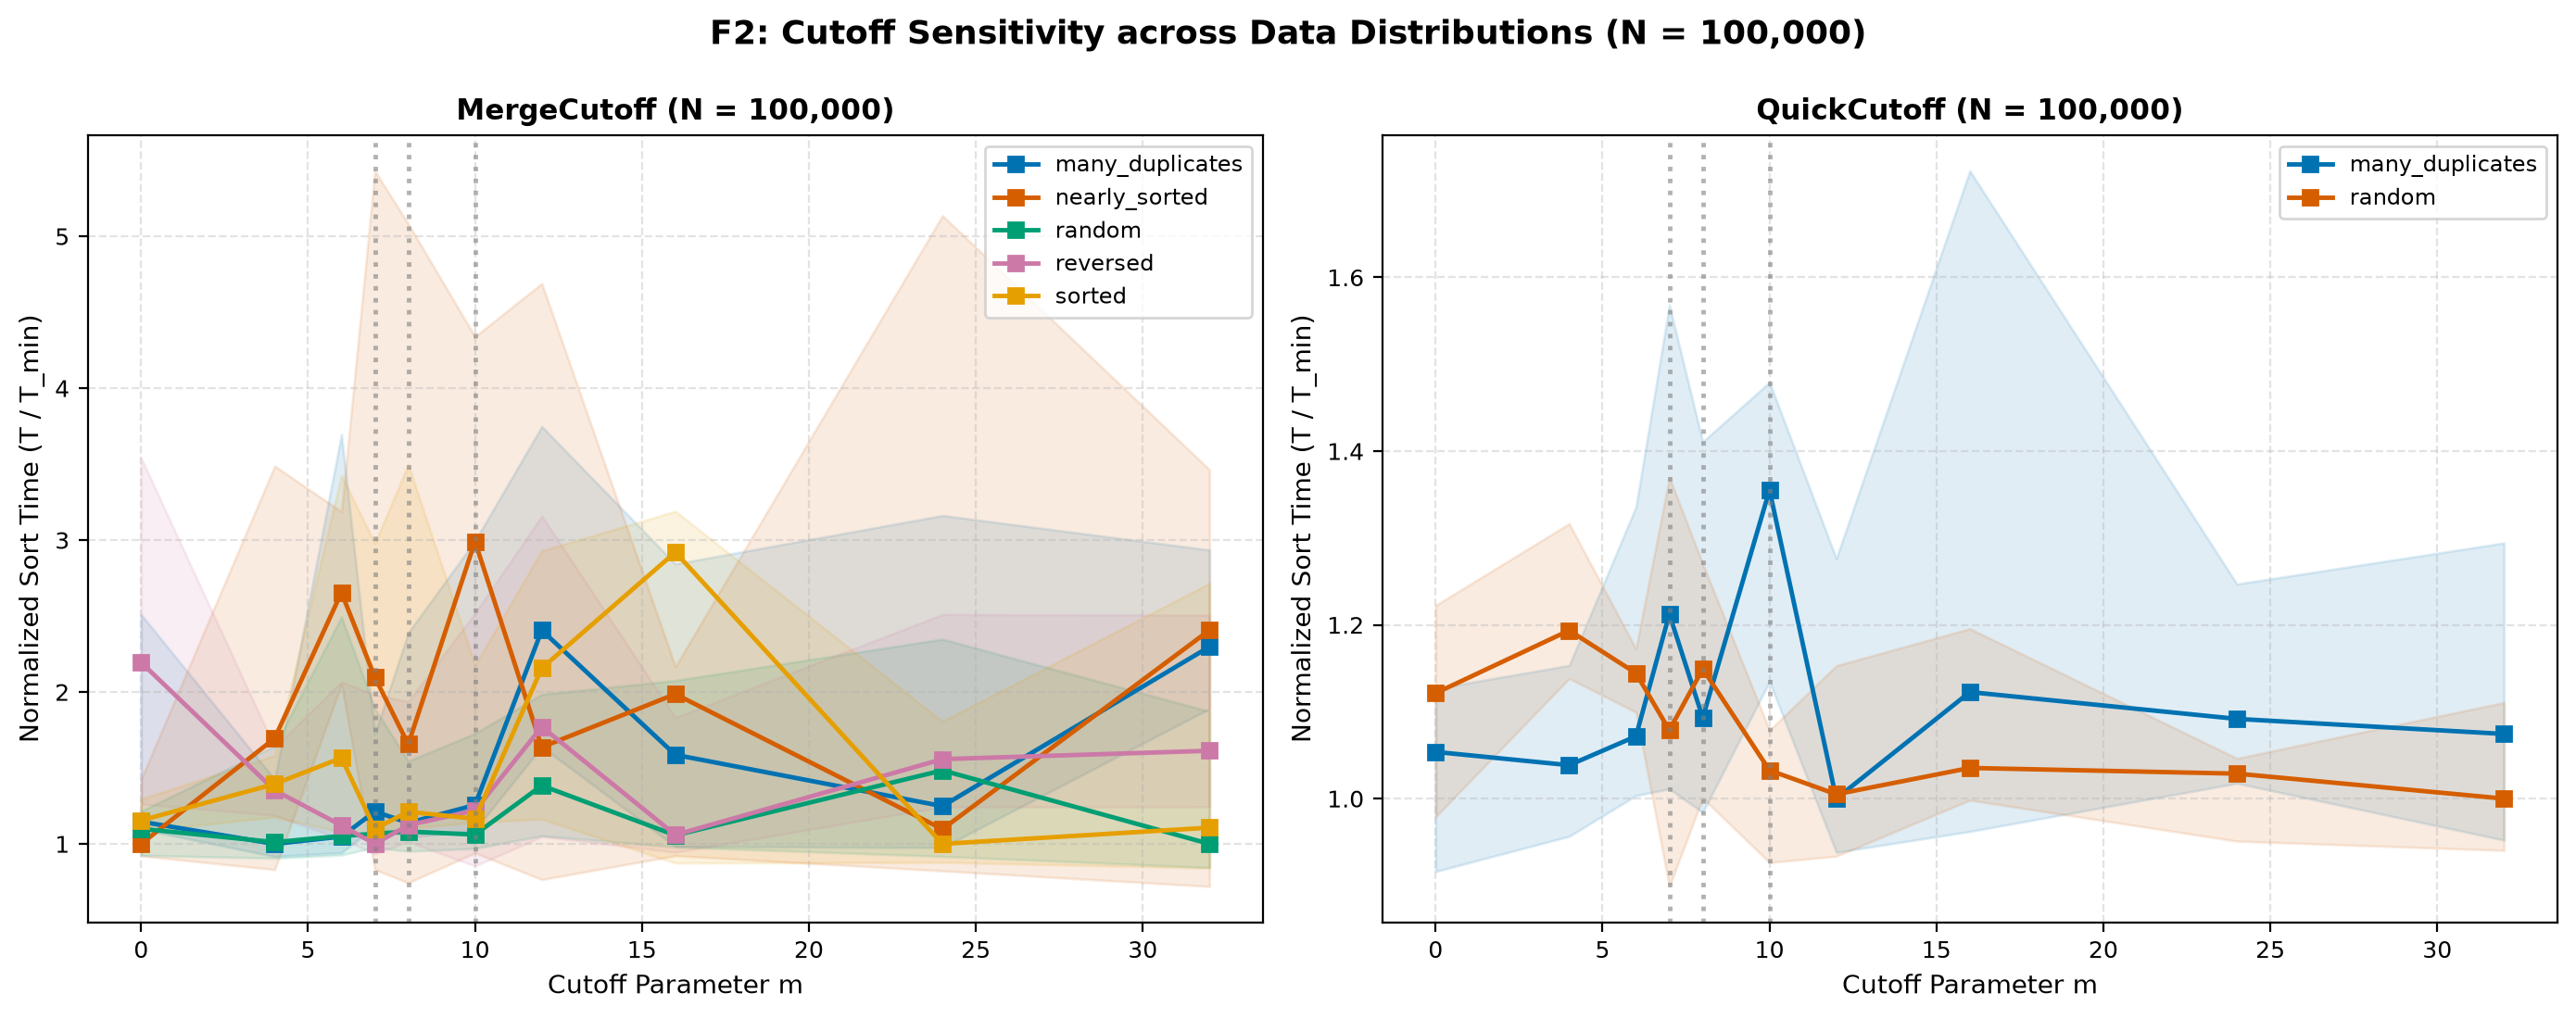 F2: Cutoff Sensitivity across Data Distributions (N = 100,000)
MergeCutoff (N = 100,000)
Normalized Sort Time (T / T_min)
5
4
3
2
1
many_duplicates
nearly_sorted
random
reversed
sorted
0
5
10
15
20
25
30
Cutoff Parameter m
QuickCutoff (N = 100,000)
Normalized Sort Time (T / T_min)
1.6
1.4
1.2
1.0
many_duplicates
random
0
5
10
15
20
25
30
Cutoff Parameter m